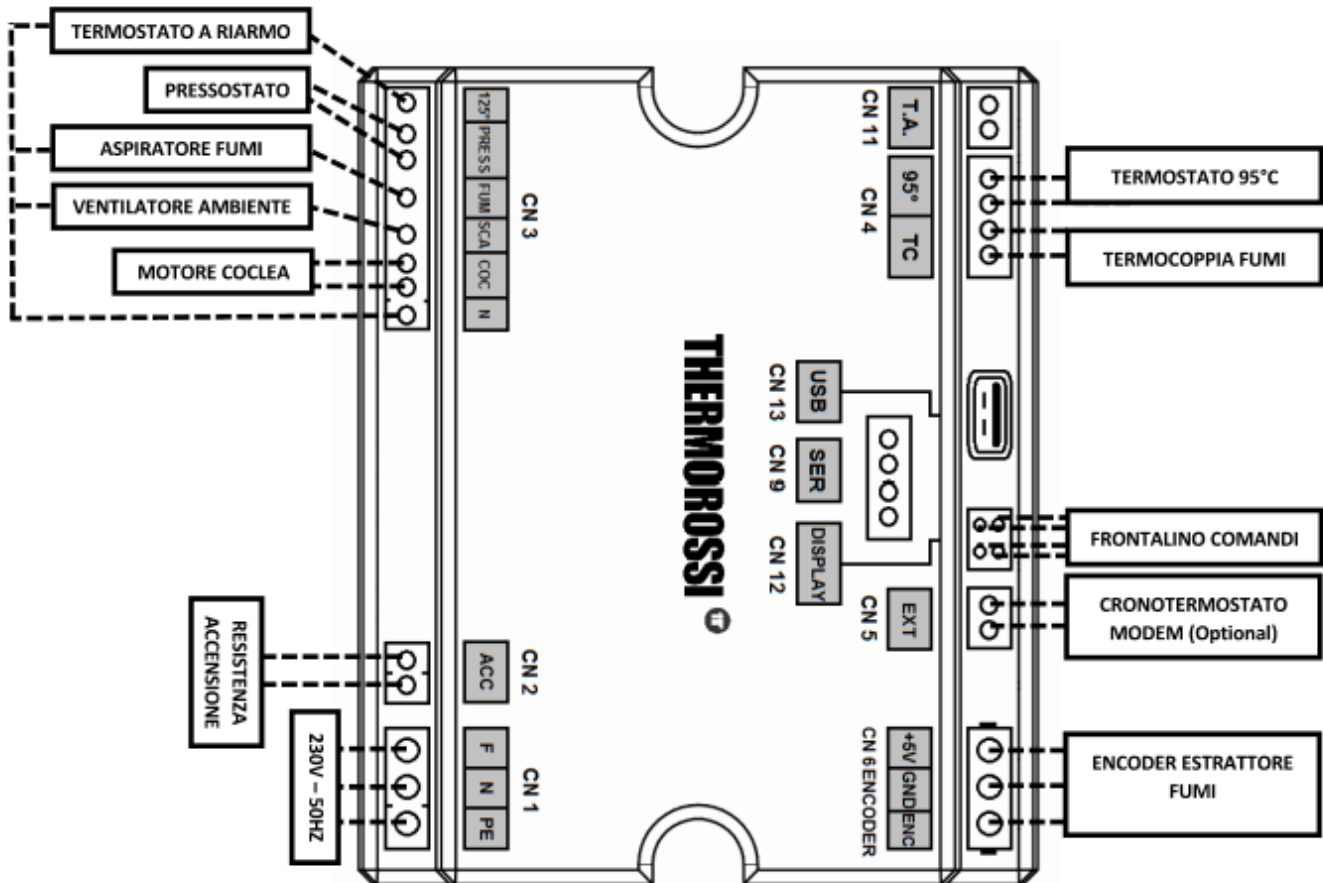 TERMOSTATO A RIARMO
PRESSOSTATO
ASPIRATORE FUMI
VENTILATORE AMBIENTE
MOTORE COCLEA
125°
PRESS
FUM
SCA
COC
N
CN 3
RESISTENZA
ACCENSIONE
ACC
CN 2
230V – 50HZ
F
N
PE
CN 1
THERMOROSSI
CN 11
T.A.
CN 4
95°
TC
CN 13
USB
CN 9
SER
CN 12
DISPLAY
CN 5
EXT
CN 6 ENCODER
+5V
GND
ENC
TERMOSTATO 95°C
TERMOCOPPIA FUMI
FRONTALINO COMANDI
CRONOTERMOSTATO
MODEM (Optional)
ENCODER ESTRATTORE
FUMI